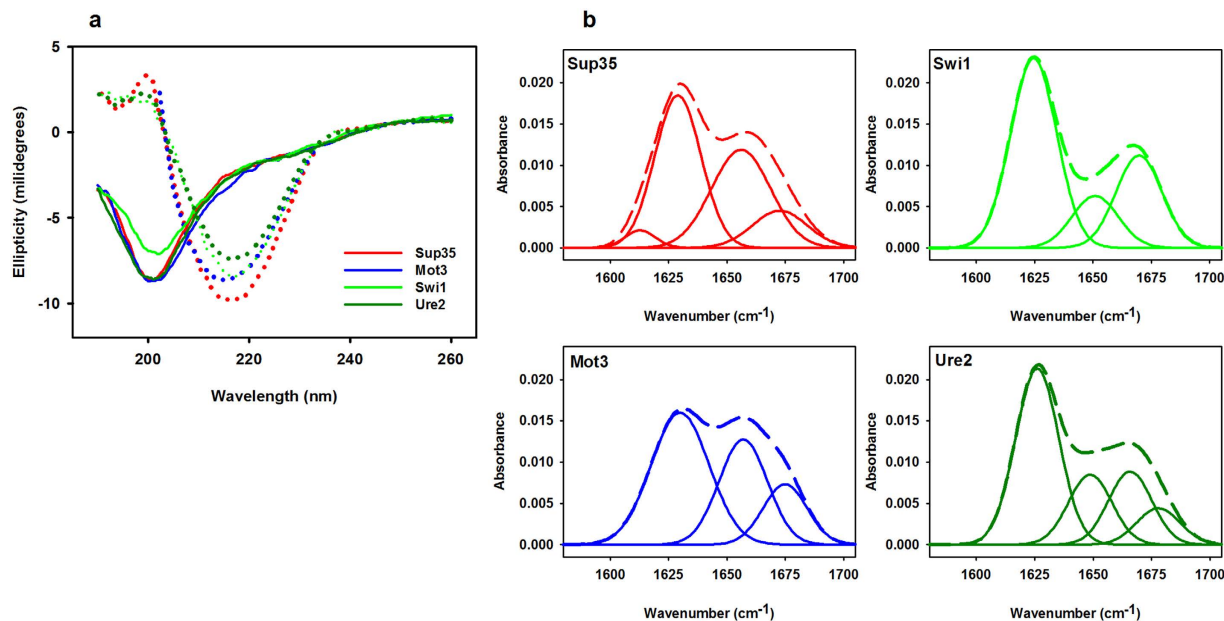 a
b
Ellipticity (milidegrees)
5
0
-5
-10
200
220
240
260
Wavelength (nm)
Sup35
Mot3
Swi1
Ure2
Sup35
Absorbance
0.020
0.015
0.010
0.005
0.000
1600
1625
1650
1675
1700
Wavenumber (cm-1)
Swi1
Absorbance
0.020
0.015
0.010
0.005
0.000
1600
1625
1650
1675
1700
Wavenumber (cm-1)
Mot3
Absorbance
0.020
0.015
0.010
0.005
0.000
1600
1625
1650
1675
1700
Wavenumber (cm-1)
Ure2
Absorbance
0.020
0.015
0.010
0.005
0.000
1600
1625
1650
1675
1700
Wavenumber (cm-1)